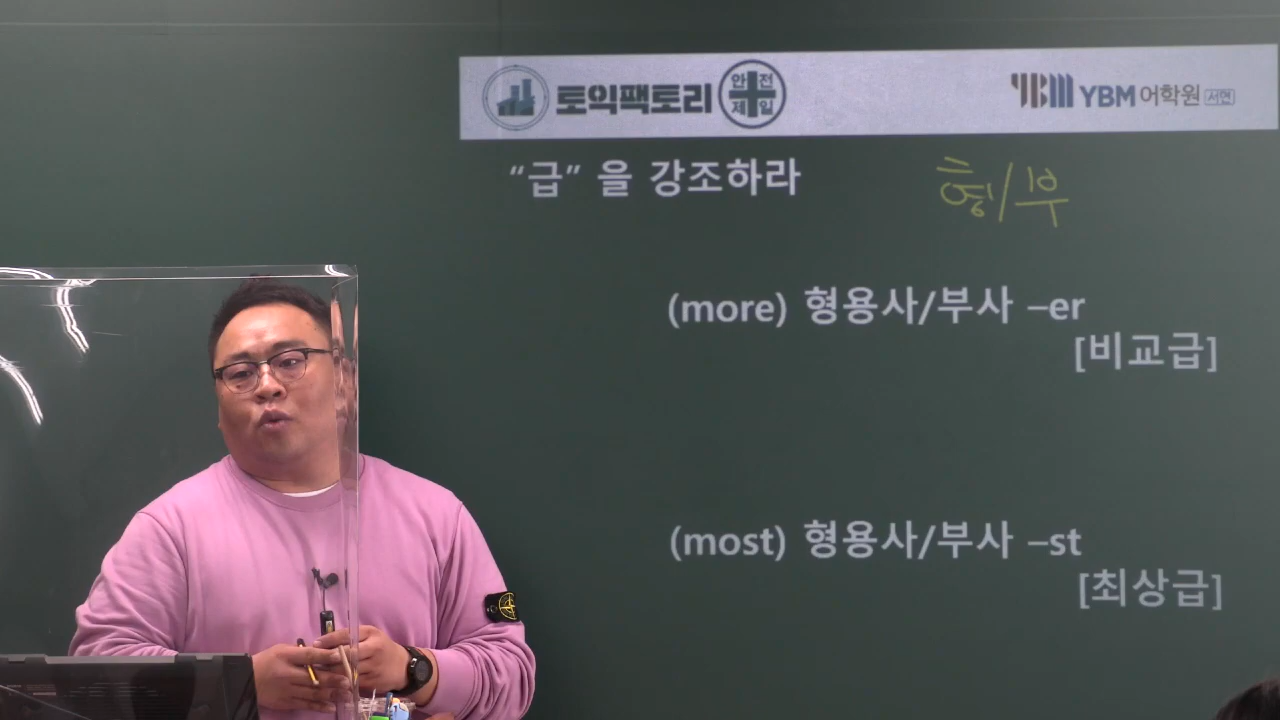 토익팩토리 안전제일 YBM 어학원 서현
“급” 을 강조하라 형/부
(more) 형용사/부사 –er
[비교급]
(most) 형용사/부사 –st
[최상급]